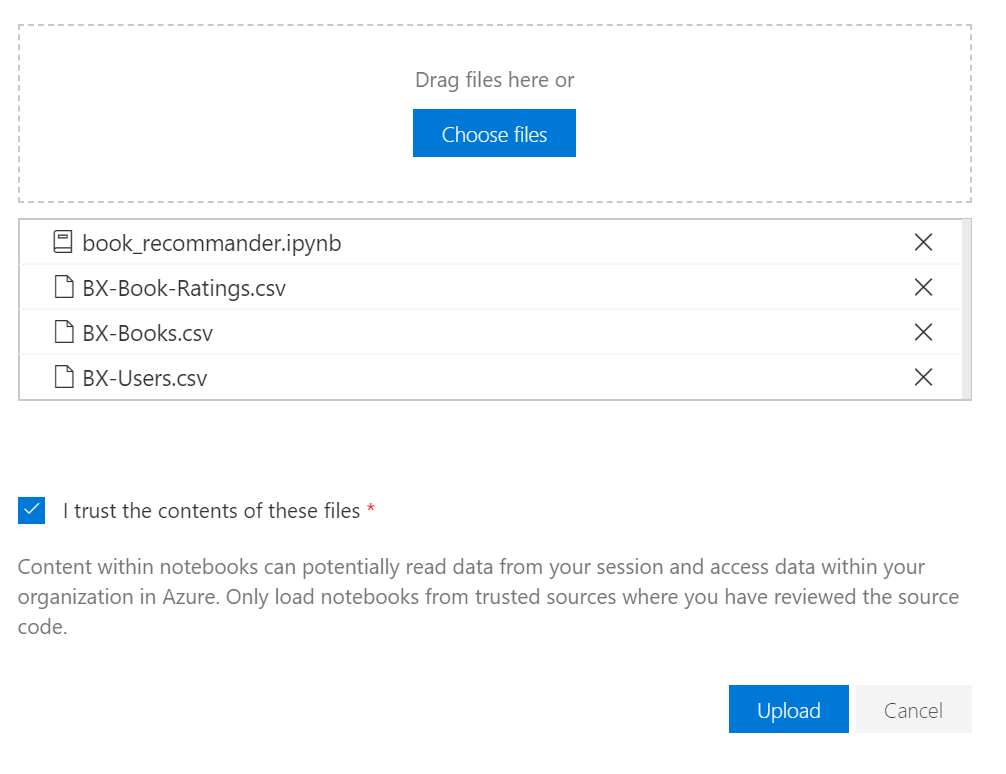 Drag files here or
Choose files
book_recommander.ipynb
BX-Book-Ratings.csv
BX-Books.csv
BX-Users.csv
I trust the contents of these files *
Content within notebooks can potentially read data from your session and access data within your
organization in Azure. Only load notebooks from trusted sources where you have reviewed the source
code.
Upload
Cancel